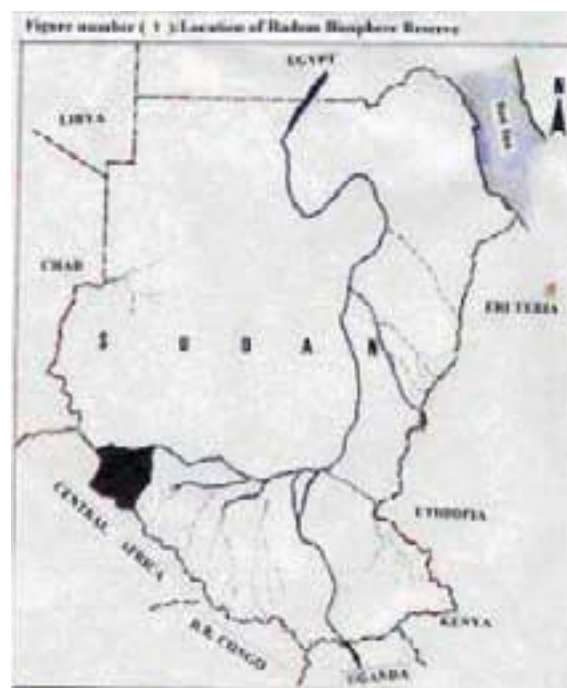 Figure number ( 1 ):Location of Radom Biosphere Reserve
EGYPT
N
LIBYA
Red Sea
CHAD
ERITERIA
S U D A N
CENTRAL AFRICA
ETHIOPIA
D.R. CONGO
KENYA
UGANDA